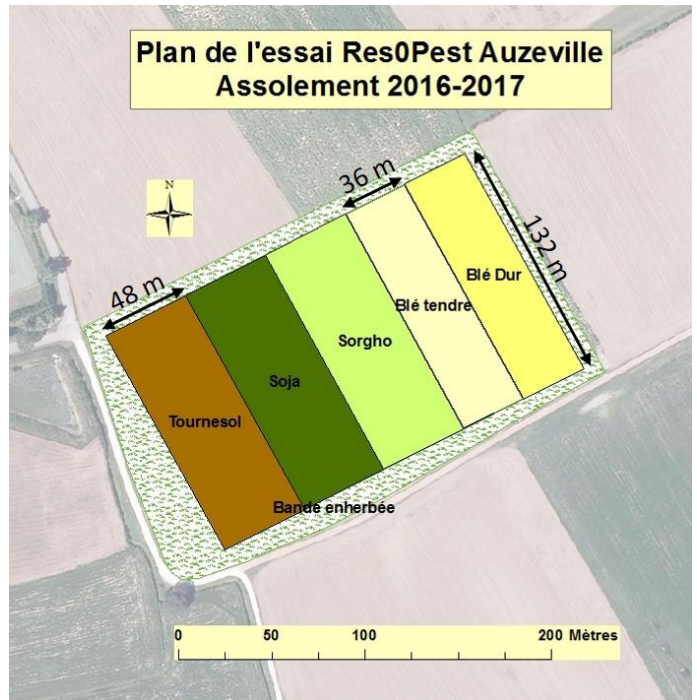 Plan de l'essai Res0Pest Auzeville
Assolement 2016-2017
N
36 m
132 m
48 m
Blé Dur
Blé tendre
Sorgho
Soja
Tournesol
Bande enherbée
0 50 100 200 Mètres